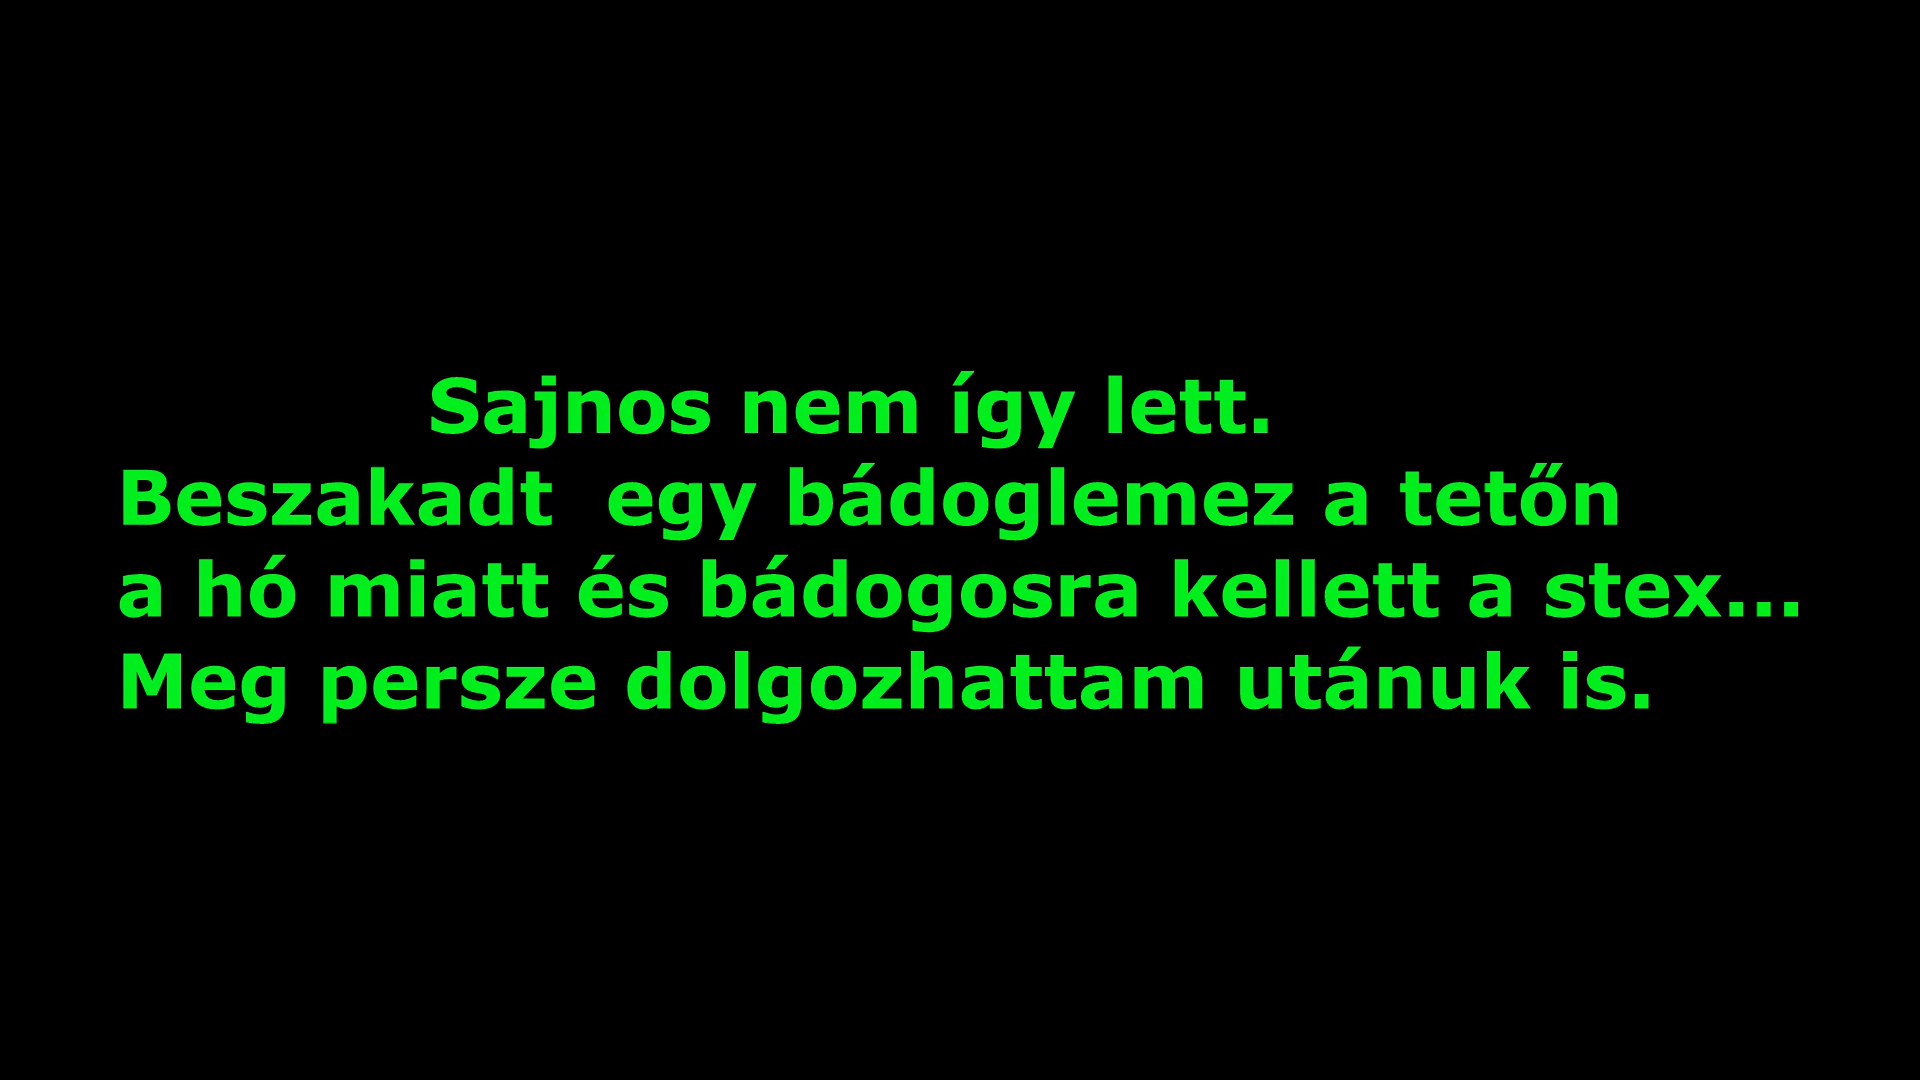 Sajnos nem így lett.
Beszakadt  egy bádoglemez a tetőn
a hó miatt és bádogosra kellett a stex...
Meg persze dolgozhattam utánuk is.